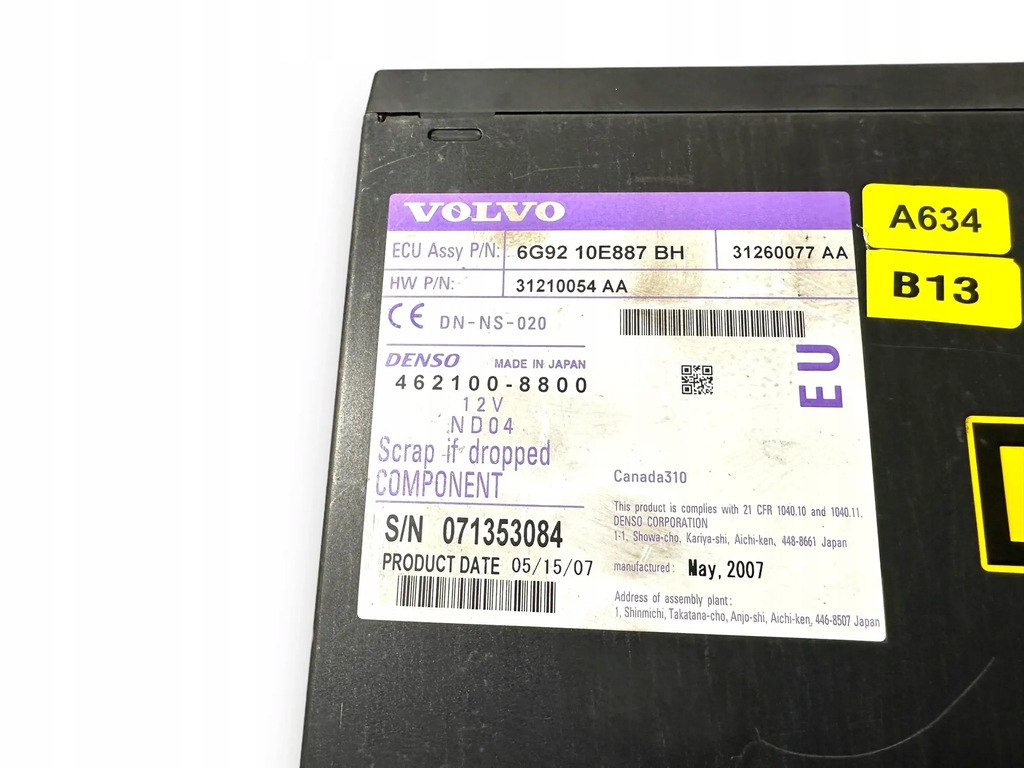 VOLVO
ECU Assy P/N: 6G92 10E887 BH 31260077 AA
HW P/N: 31210054 AA
CE DN-NS-020
DENSO MADE IN JAPAN
462100-8800
12V
ND04
Scrap if dropped
COMPONENT
S/N 071353084
PRODUCT DATE 05/15/07
EU
Canada310
This product is complies with 21 CFR 1040.10 and 1040.11.
DENSO CORPORATION
1-1, Showa-cho, Kariya-shi, Aichi-ken, 448-8661 Japan
manufactured: May, 2007
Address of assembly plant:
1, Shinmichi, Takatana-cho, Anjo-shi, Aichi-ken, 446-8507 Japan
A634
B13